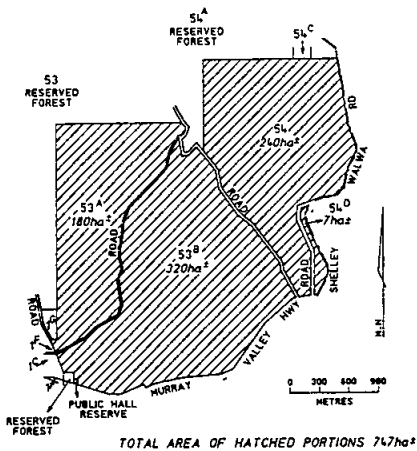 54A
RESERVED
FOREST
54C
53
RESERVED
FOREST
RD
WALWA
54
240ha±
53A
180ha±
ROAD
ROAD
54D
7ha±
53B
320ha±
ROAD
SHELLEY
ROAD
HWY
VALLEY
MURRAY
M.N
RESERVED
FOREST
PUBLIC HALL
RESERVE
0 300 600 900
METRES
TOTAL AREA OF HATCHED PORTIONS 747ha±